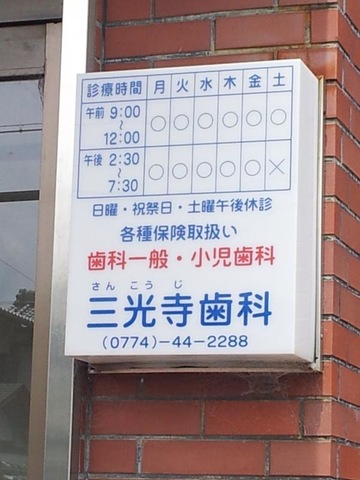 診療時間 月 火 水 木 金 土
午前 9:00 ○ ○ ○ ○ ○ ○
〜
12:00
午後 2:30 ○ ○ ○ ○ ○ ×
〜
7:30
日曜・祝祭日・土曜午後休診
各種保険取扱い
歯科一般・小児歯科
さんこうじ
三光寺歯科
(0774)-44-2288